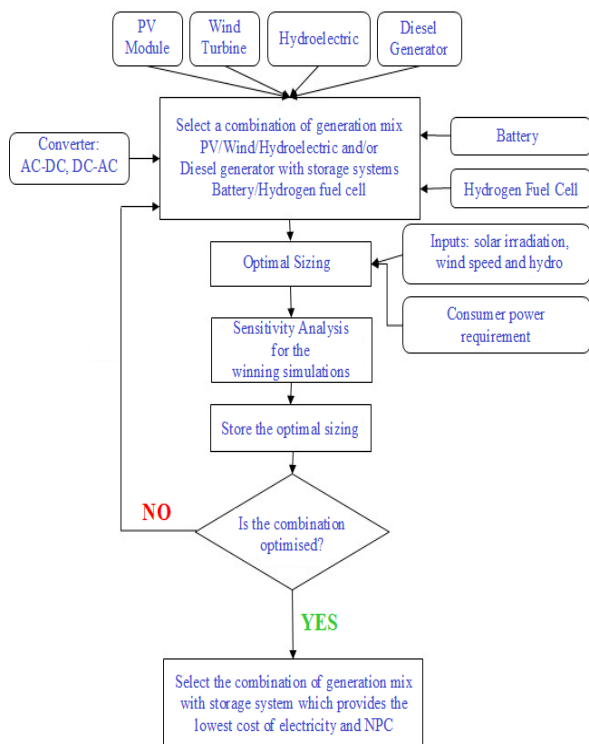 PV
Module
Wind
Turbine
Hydroelectric
Diesel
Generator
Select a combination of generation mix
PV/Wind/Hydroelectric and/or
Diesel generator with storage systems
Battery/Hydrogen fuel cell
Converter:
AC-DC, DC-AC
Battery
Hydrogen Fuel Cell
Optimal Sizing
Inputs: solar irradiation,
wind speed and hydro
Consumer power
requirement
Sensitivity Analysis
for the
winning simulations
Store the optimal sizing
NO
Is the combination
optimised?
YES
Select the combination of generation mix
with storage system which provides the
lowest cost of electricity and NPC